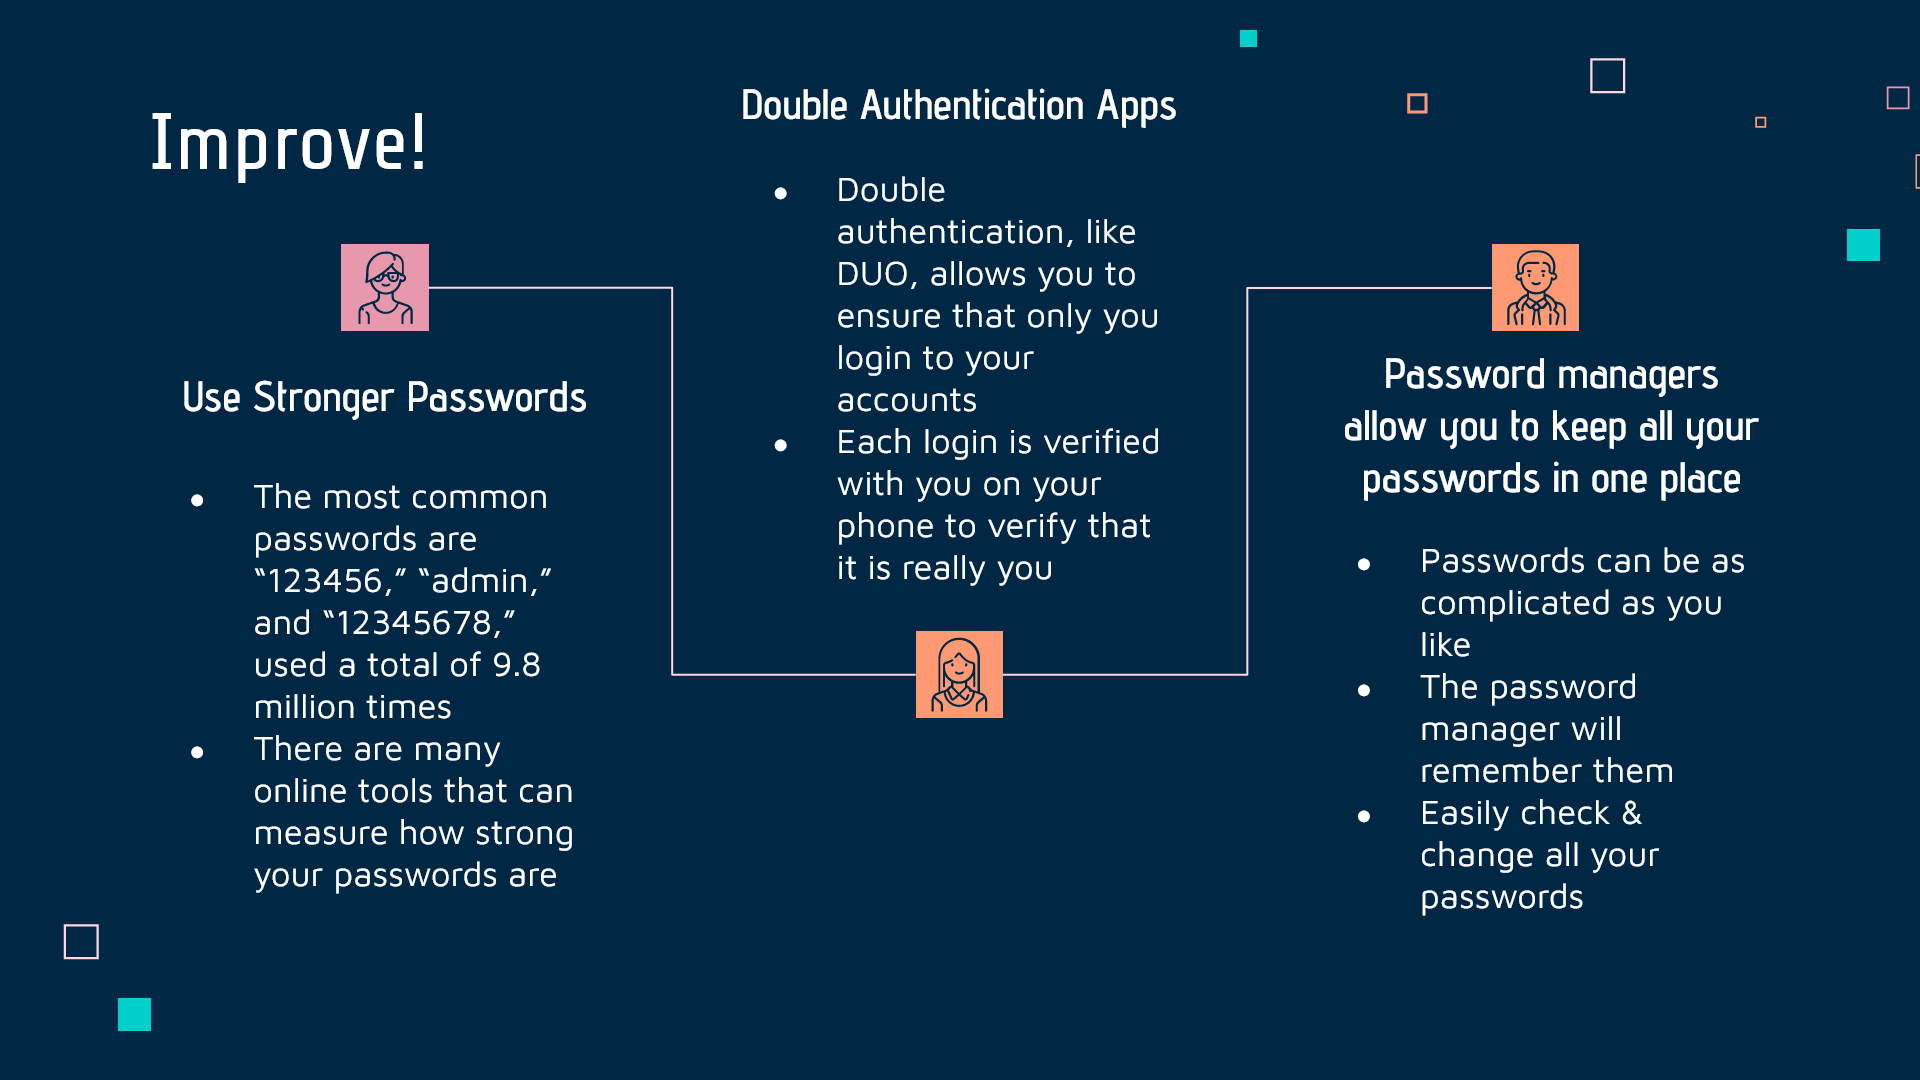 Improve!
Use Stronger Passwords
● The most common
passwords are
“123456,” “admin,”
and “12345678,”
used a total of 9.8
million times
● There are many
online tools that can
measure how strong
your passwords are
Double Authentication Apps
● Double
authentication, like
DUO, allows you to
ensure that only you
login to your
accounts
● Each login is verified
with you on your
phone to verify that
it is really you
Password managers
allow you to keep all your
passwords in one place
● Passwords can be as
complicated as you
like
● The password
manager will
remember them
● Easily check &
change all your
passwords